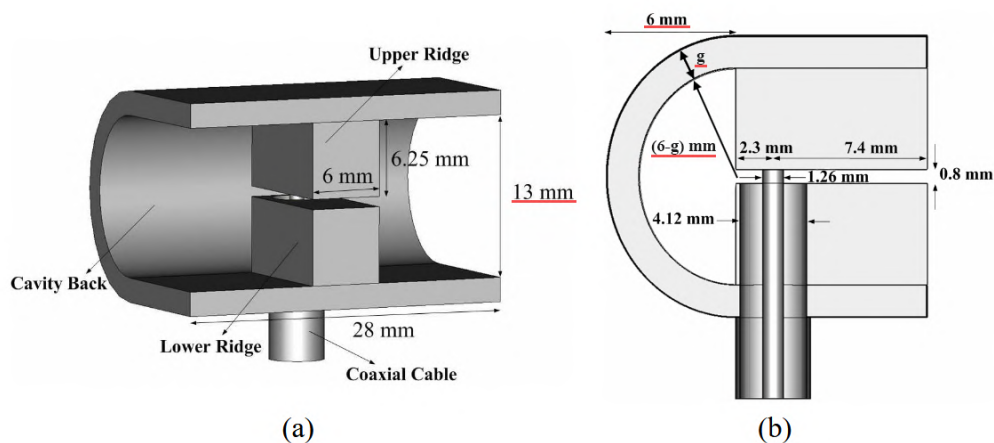 Upper Ridge
6.25 mm
6 mm
13 mm
Cavity Back
28 mm
Lower Ridge
Coaxial Cable
(a)
6 mm
g
(6-g) mm
2.3 mm
7.4 mm
1.26 mm
0.8 mm
4.12 mm
(b)